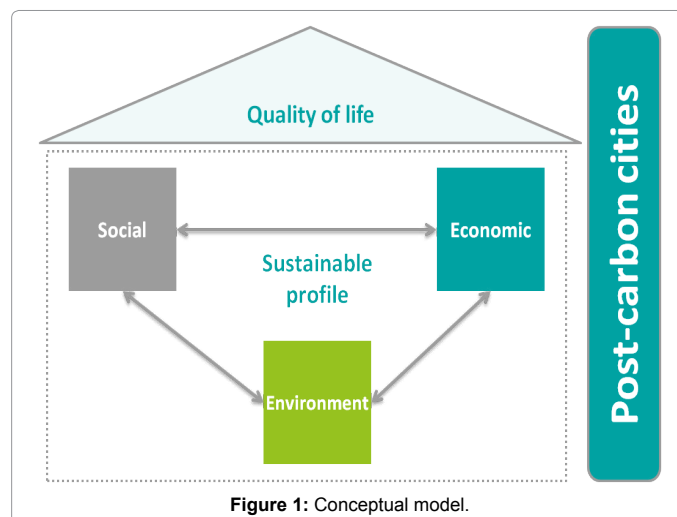 Quality of life
Social
Economic
Sustainable
profile
Environment
Post-carbon cities
Figure 1: Conceptual model.